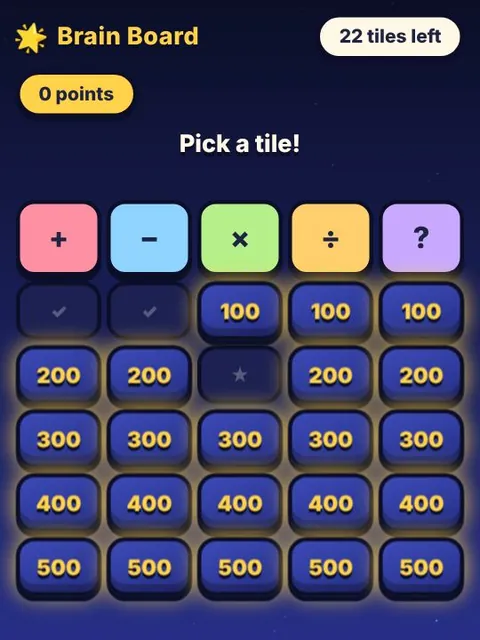 Brain Board
22 tiles left
0 points
Pick a tile!
+ − × ÷ ?
✓ ✓ 100 100 100
200 200 ★ 200 200
300 300 300 300 300
400 400 400 400 400
500 500 500 500 500